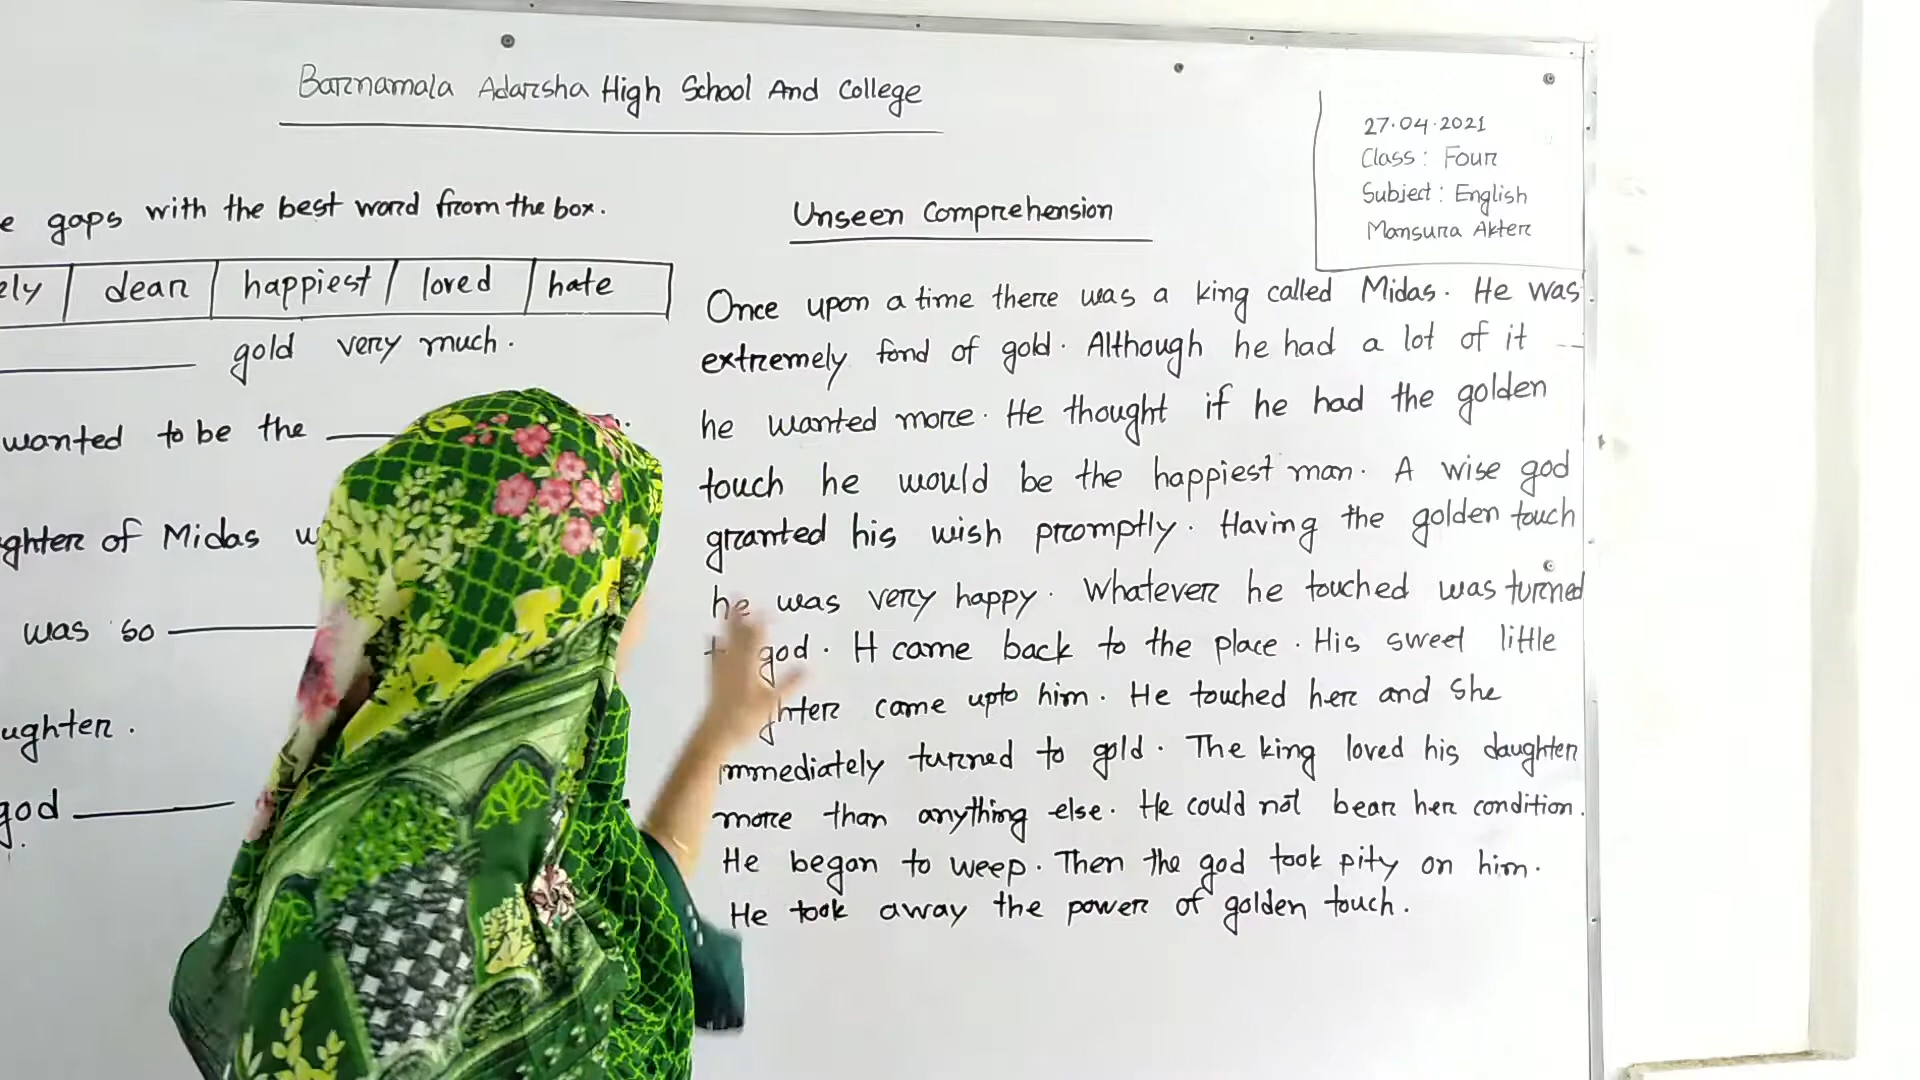 Barnamala Adarsha High School And College
27.04.2021
Class : Four
Subject : English
Mansura Akter
gaps with the best word from the box.
dear happiest loved hate
gold very much.
wanted to be the
of Midas
was so
god
Unseen Comprehension
Once upon a time there was a king called Midas. He was
extremely fond of gold. Although he had a lot of it
he wanted more. He thought if he had the golden
touch he would be the happiest man. A wise god
granted his wish promptly. Having the golden touch
he was very happy. Whatever he touched was turned
god. H came back to the place. His sweet little
came upto him. He touched her and she
immediately turned to gold. The king loved his daughter
more than anything else. He could not bear her condition.
He began to weep. Then the god took pity on him.
He took away the power of golden touch.